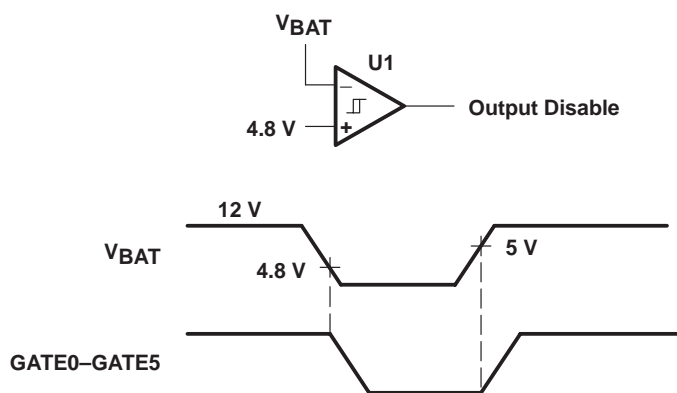 VBAT
U1
−
4.8 V
+
Output Disable
12 V
VBAT
4.8 V
5 V
GATE0–GATE5